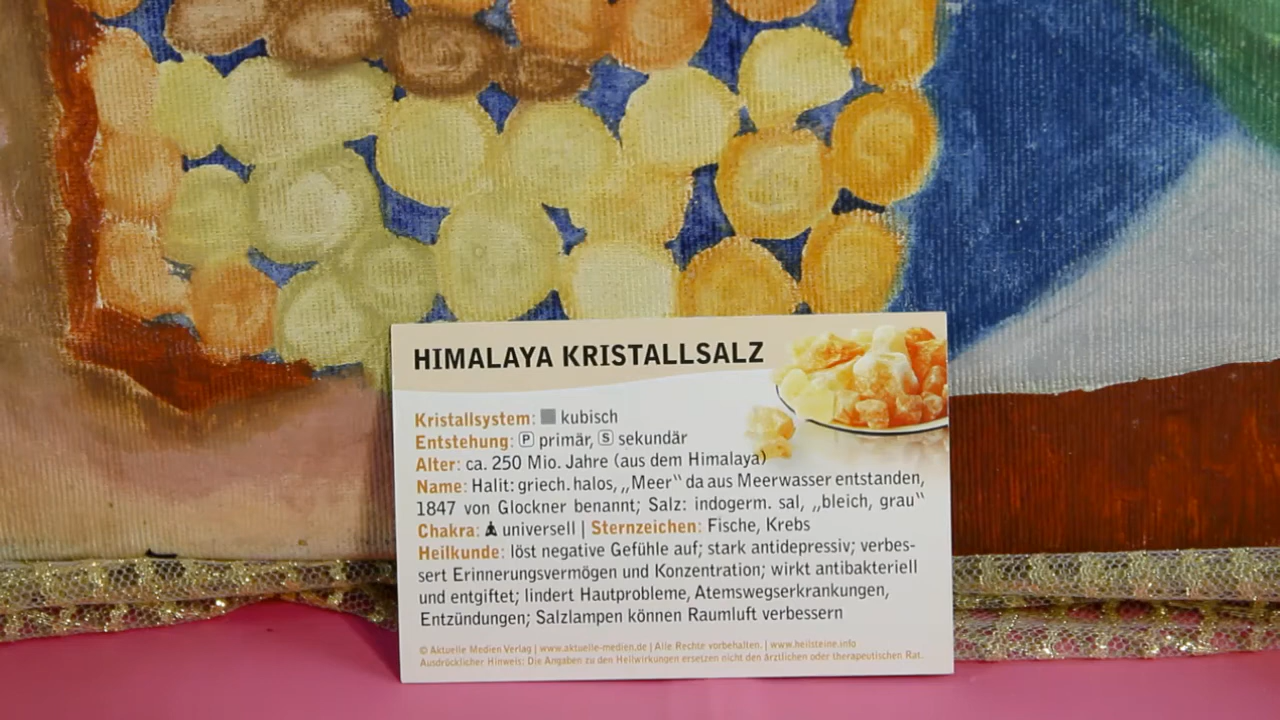 HIMALAYA KRISTALLSALZ
Kristallsystem: kubisch
Entstehung: P primär, S sekundär
Alter: ca. 250 Mio. Jahre (aus dem Himalaya)
Name: Halit: griech. halos, „Meer“ da aus Meerwasser entstanden,
1847 von Glockner benannt; Salz: indogerm. sal, „bleich, grau“
Chakra: universell | Sternzeichen: Fische, Krebs
Heilkunde: löst negative Gefühle auf; stark antidepressiv; verbes-
sert Erinnerungsvermögen und Konzentration; wirkt antibakteriell
und entgiftet; lindert Hautprobleme, Atemswegserkrankungen,
Entzündungen; Salzlampen können Raumluft verbessern
© Aktuelle Medien Verlag | www.aktuelle-medien.de | Alle Rechte vorbehalten. | www.heilsteine.info
Ausdrücklicher Hinweis: Die Angaben zu den Heilwirkungen ersetzen nicht den ärztlichen oder therapeutischen Rat.